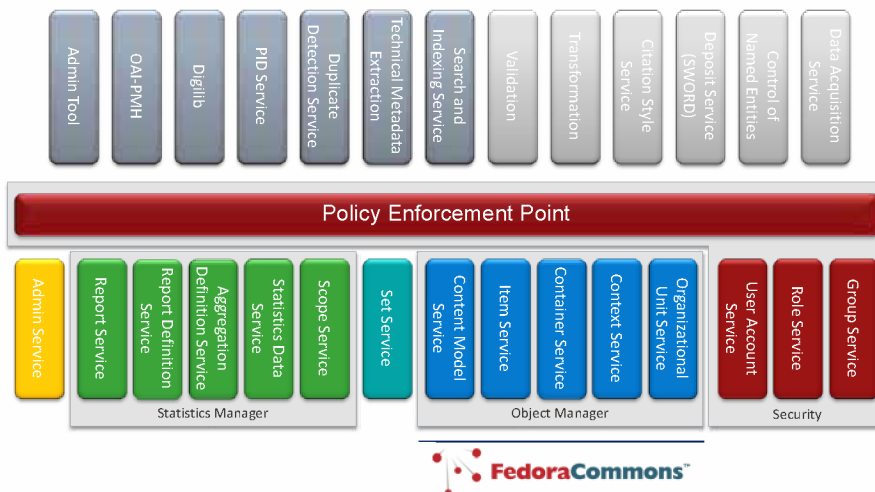 Admin Tool
OAI-PMH
Digilib
PID Service
Duplicate
Detection Service
Technical Metadata
Extraction
Search and
Indexing Service
Validation
Transformation
Citation Style
Service
Deposit Service
(SWORD)
Control of
Named Entities
Data Acquisition
Service
Policy Enforcement Point
Admin Service
Report Service
Report Definition
Service
Aggregation
Definition Service
Statistics Data
Service
Scope Service
Set Service
Content Model
Service
Item Service
Container Service
Context Service
Organizational
Unit Service
User Account
Service
Role Service
Group Service
Statistics Manager
Object Manager
Security
FedoraCommons™